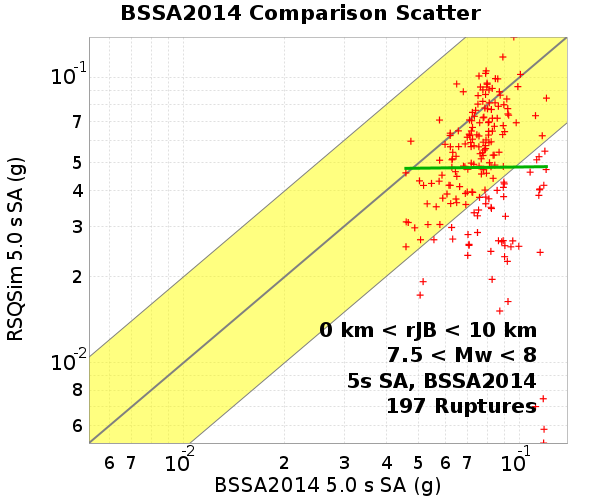 BSSA2014 Comparison Scatter
RSQSim 5.0 s SA (g)
10^-1
7
5
4
3
2
10^-2
8
6
0 km < rJB < 10 km
7.5 < Mw < 8
5s SA, BSSA2014
197 Ruptures
6 7 10^-2 2 3 4 5 6 7 10^-1
BSSA2014 5.0 s SA (g)